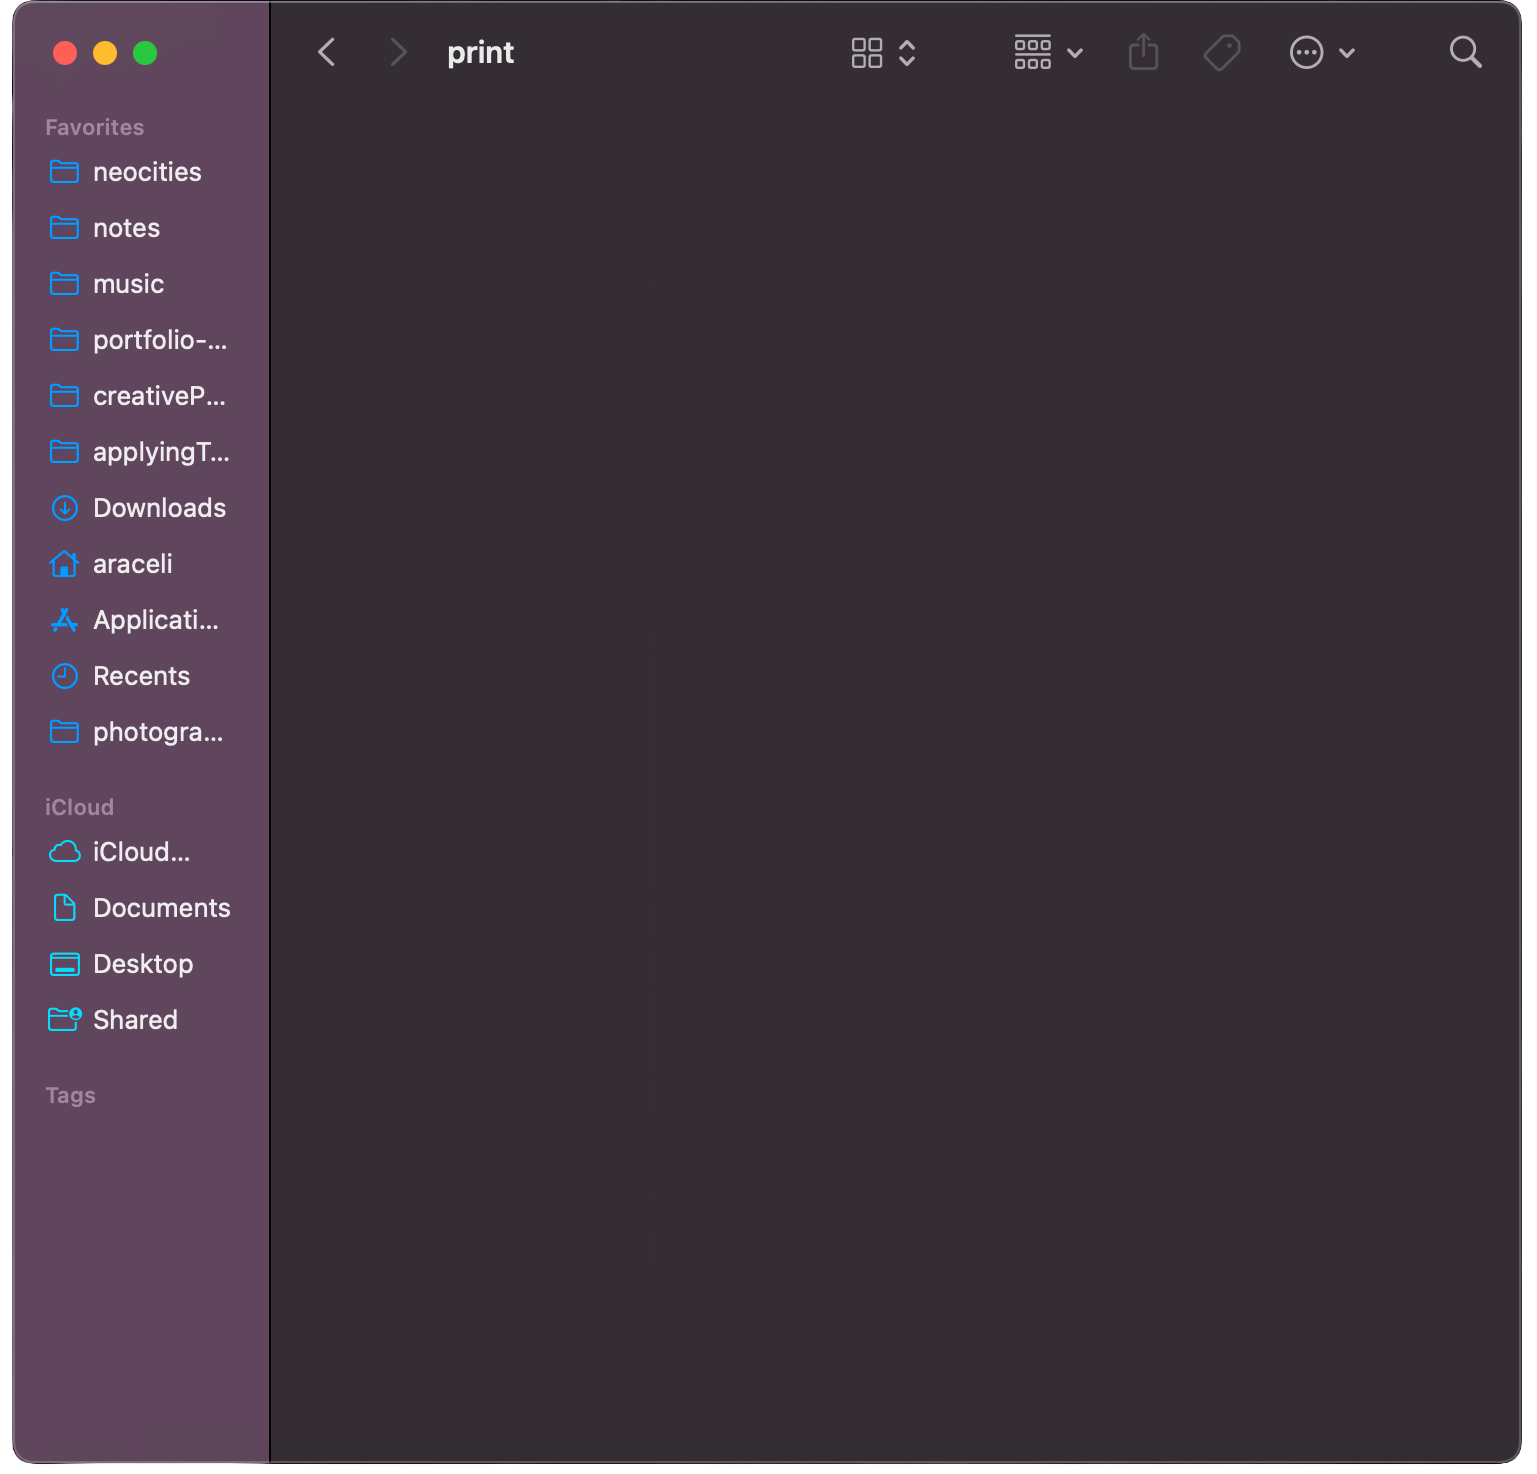 print
Favorites
neocities
notes
music
portfolio-...
creativeP...
applyingT...
Downloads
araceli
Applicati...
Recents
photogra...
iCloud
iCloud...
Documents
Desktop
Shared
Tags